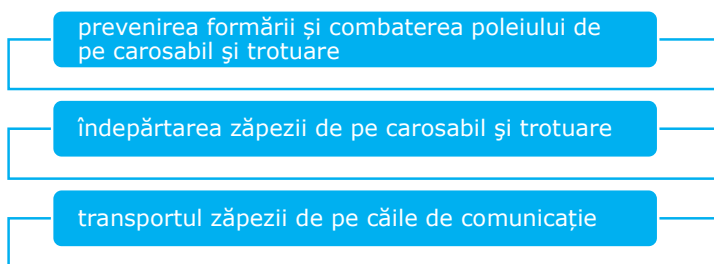 prevenirea formării și combaterea poleiului de
pe carosabil şi trotuare
îndepărtarea zăpezii de pe carosabil şi trotuare
transportul zăpezii de pe căile de comunicație